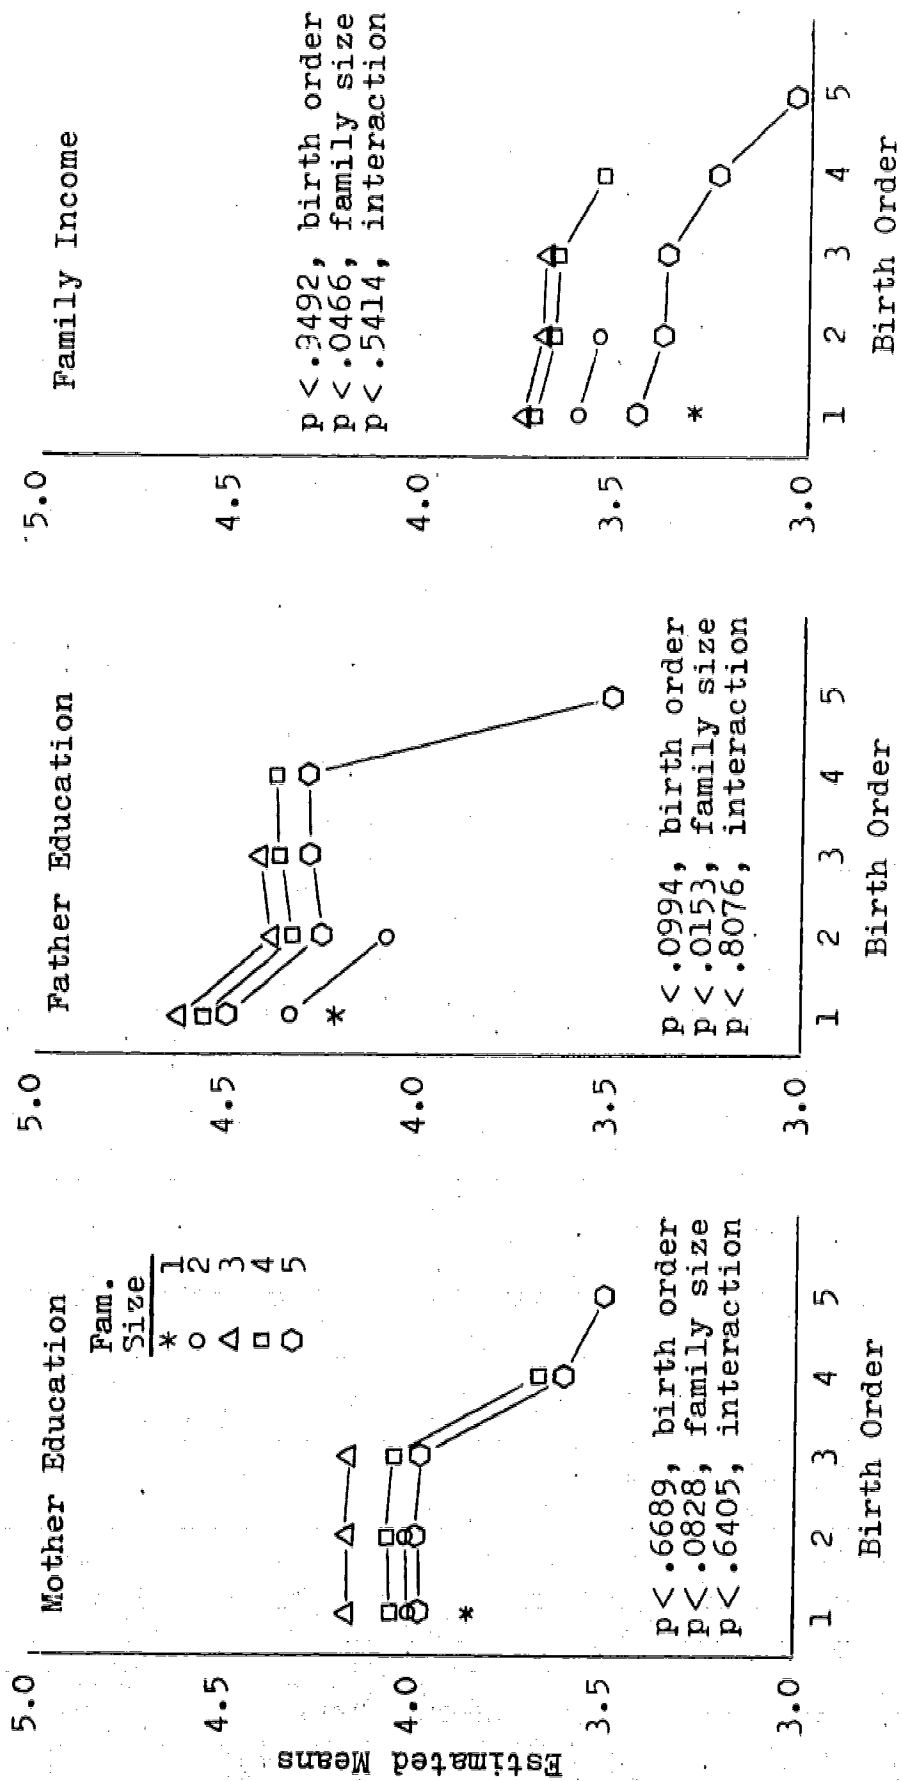 Mother Education
Fam.
Size
* 1
○ 2
△ 3
□ 4
⬡ 5
5.0
4.5
4.0
3.5
3.0
Estimated Means
p < .6689, birth order
p < .0828, family size
p < .6405, interaction
1 2 3 4 5
Birth Order
Father Education
5.0
4.5
4.0
3.5
3.0
p < .0994, birth order
p < .0153, family size
p < .8076, interaction
1 2 3 4 5
Birth Order
Family Income
5.0
4.5
4.0
3.5
3.0
p < .9492, birth order
p < .0466, family size
p < .5414, interaction
1 2 3 4 5
Birth Order